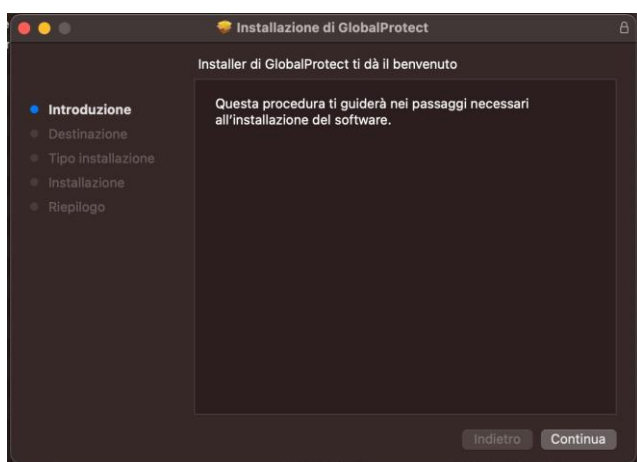 Installazione di GlobalProtect
Installer di GlobalProtect ti dà il benvenuto
Introduzione
Destinazione
Tipo installazione
Installazione
Riepilogo
Questa procedura ti guiderà nei passaggi necessari
all'installazione del software.
Indietro
Continua